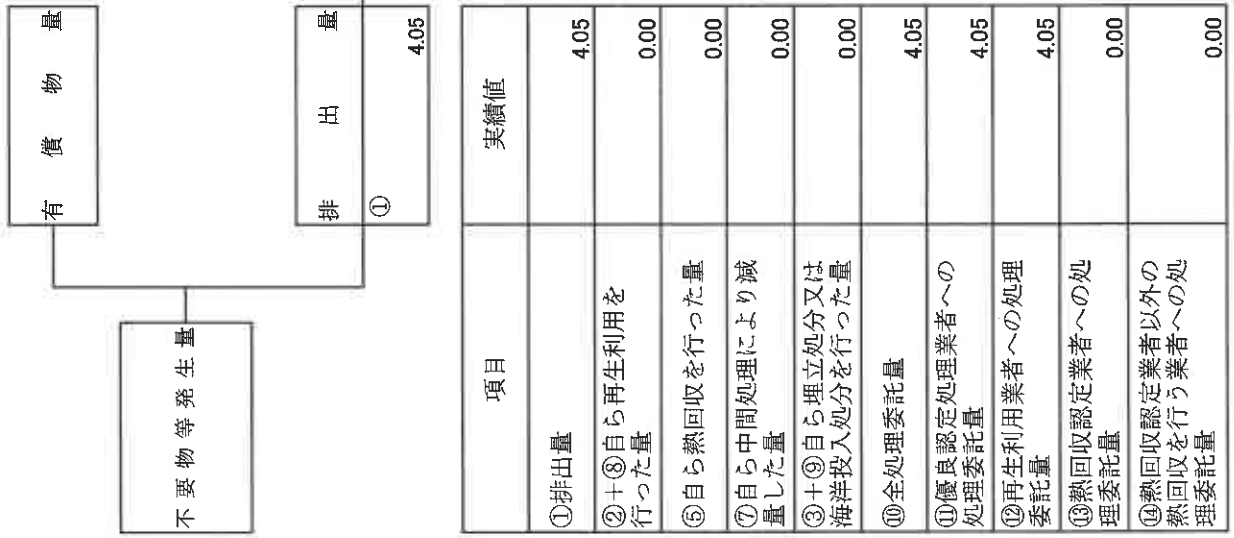 不要物等発生量
有償物量
排出量
①
4.05
項目
実績値
①排出量
4.05
②＋⑧自ら再生利用を
行った量
0.00
⑤自ら熱回収を行った量
0.00
⑦自ら中間処理により減
量した量
0.00
③＋⑨自ら埋立処分又は
海洋投入処分を行った量
0.00
⑩全処理委託量
4.05
⑪優良認定処理業者への
処理委託量
4.05
⑫再生利用業者への処理
委託量
4.05
⑬熱回収認定業者への処
理委託量
0.00
⑭熱回収認定業者以外の
熱回収を行う業者への処
理委託量
0.00